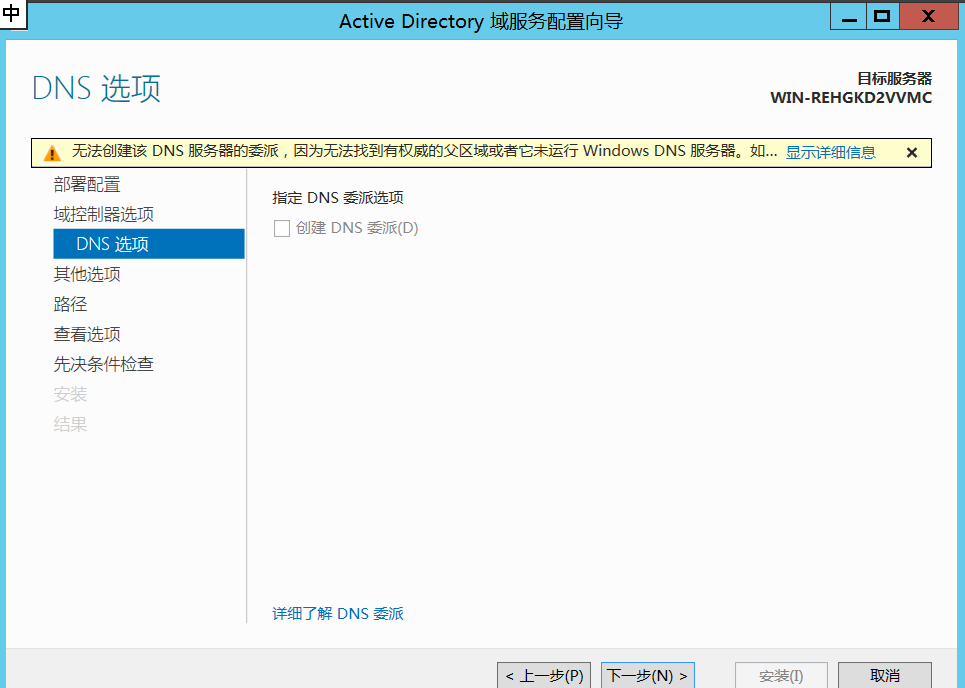 中
Active Directory 域服务配置向导
DNS 选项
目标服务器
WIN-REHGKD2VVMC
无法创建该 DNS 服务器的委派，因为无法找到有权威的父区域或者它未运行 Windows DNS 服务器。如... 显示详细信息
部署配置
域控制器选项
DNS 选项
其他选项
路径
查看选项
先决条件检查
安装
结果
指定 DNS 委派选项
创建 DNS 委派(D)
详细了解 DNS 委派
< 上一步(P) 下一步(N) > 安装(I) 取消